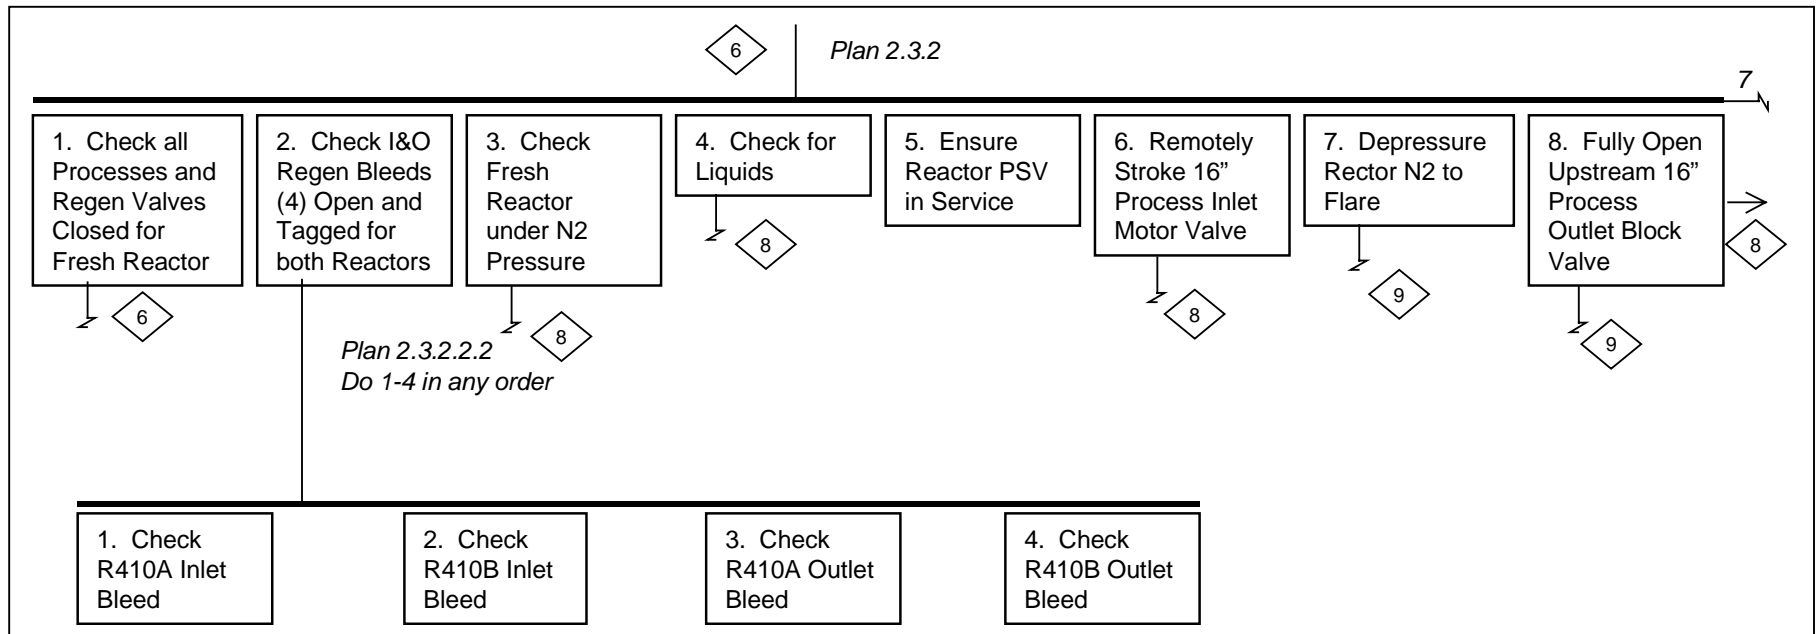 6
Plan 2.3.2
7
1. Check all
Processes and
Regen Valves
Closed for
Fresh Reactor
2. Check I&O
Regen Bleeds
(4) Open and
Tagged for
both Reactors
3. Check
Fresh
Reactor
under N2
Pressure
4. Check for
Liquids
5. Ensure
Reactor PSV
in Service
6. Remotely
Stroke 16”
Process Inlet
Motor Valve
7. Depressure
Rector N2 to
Flare
8. Fully Open
Upstream 16”
Process
Outlet Block
Valve
6
8
8
8
9
9
8
Plan 2.3.2.2.2
Do 1-4 in any order
1. Check
R410A Inlet
Bleed
2. Check
R410B Inlet
Bleed
3. Check
R410A Outlet
Bleed
4. Check
R410B Outlet
Bleed